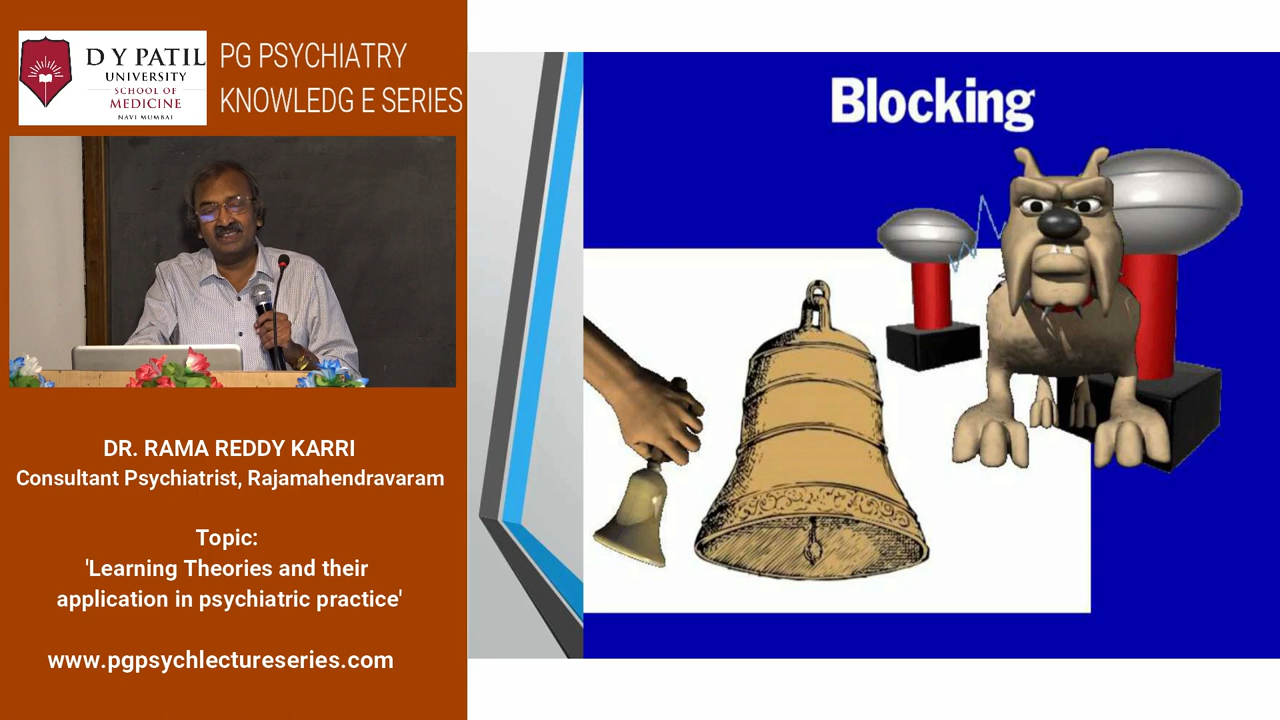 D Y PATIL
UNIVERSITY
SCHOOL OF
MEDICINE
NAVI MUMBAI
PG PSYCHIATRY
KNOWLEDG E SERIES
Blocking
DR. RAMA REDDY KARRI
Consultant Psychiatrist, Rajamahendravaram
Topic:
'Learning Theories and their
application in psychiatric practice'
www.pgpsychlectureseries.com